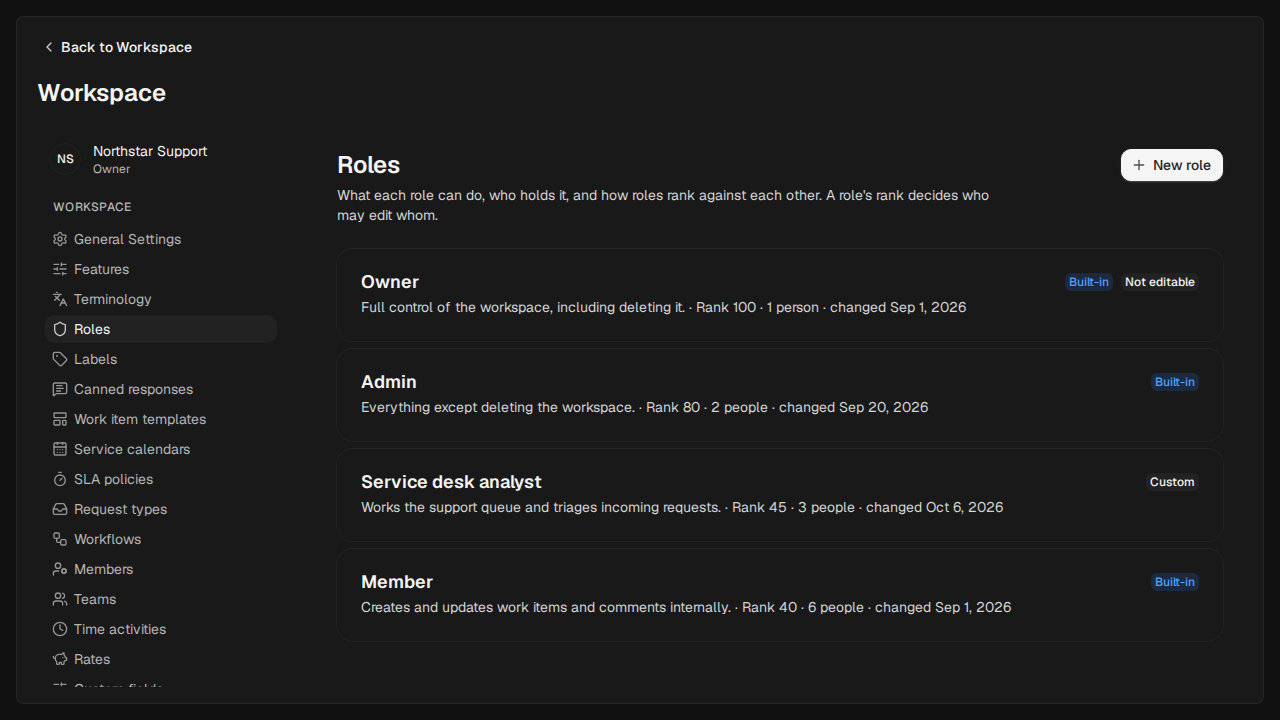 Back to Workspace
Workspace
NS
Northstar Support
Owner
WORKSPACE
General Settings
Features
Terminology
Roles
Labels
Canned responses
Work item templates
Service calendars
SLA policies
Request types
Workflows
Members
Teams
Time activities
Rates
Roles
New role
What each role can do, who holds it, and how roles rank against each other. A role's rank decides who
may edit whom.
Owner
Built-in
Not editable
Full control of the workspace, including deleting it. · Rank 100 · 1 person · changed Sep 1, 2026
Admin
Built-in
Everything except deleting the workspace. · Rank 80 · 2 people · changed Sep 20, 2026
Service desk analyst
Custom
Works the support queue and triages incoming requests. · Rank 45 · 3 people · changed Oct 6, 2026
Member
Built-in
Creates and updates work items and comments internally. · Rank 40 · 6 people · changed Sep 1, 2026